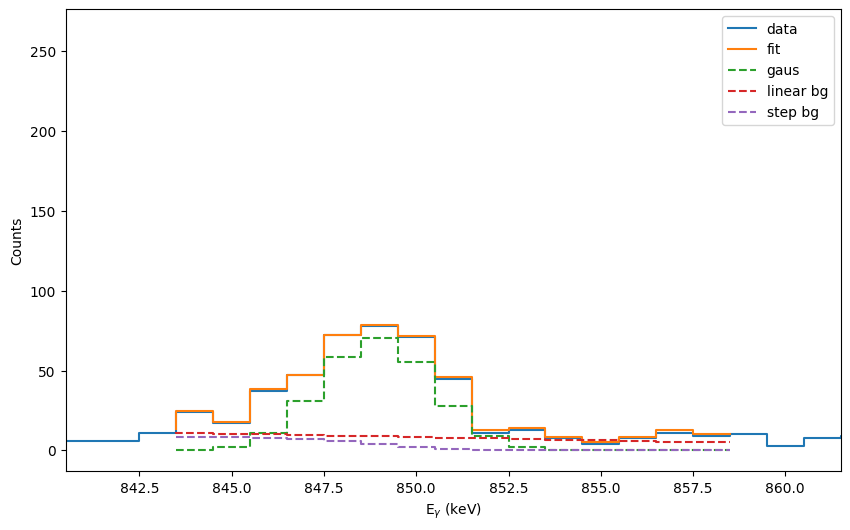 data
fit
gaus
linear bg
step bg
250
200
150
100
50
0
Counts
842.5 845.0 847.5 850.0 852.5 855.0 857.5 860.0
Eγ (keV)